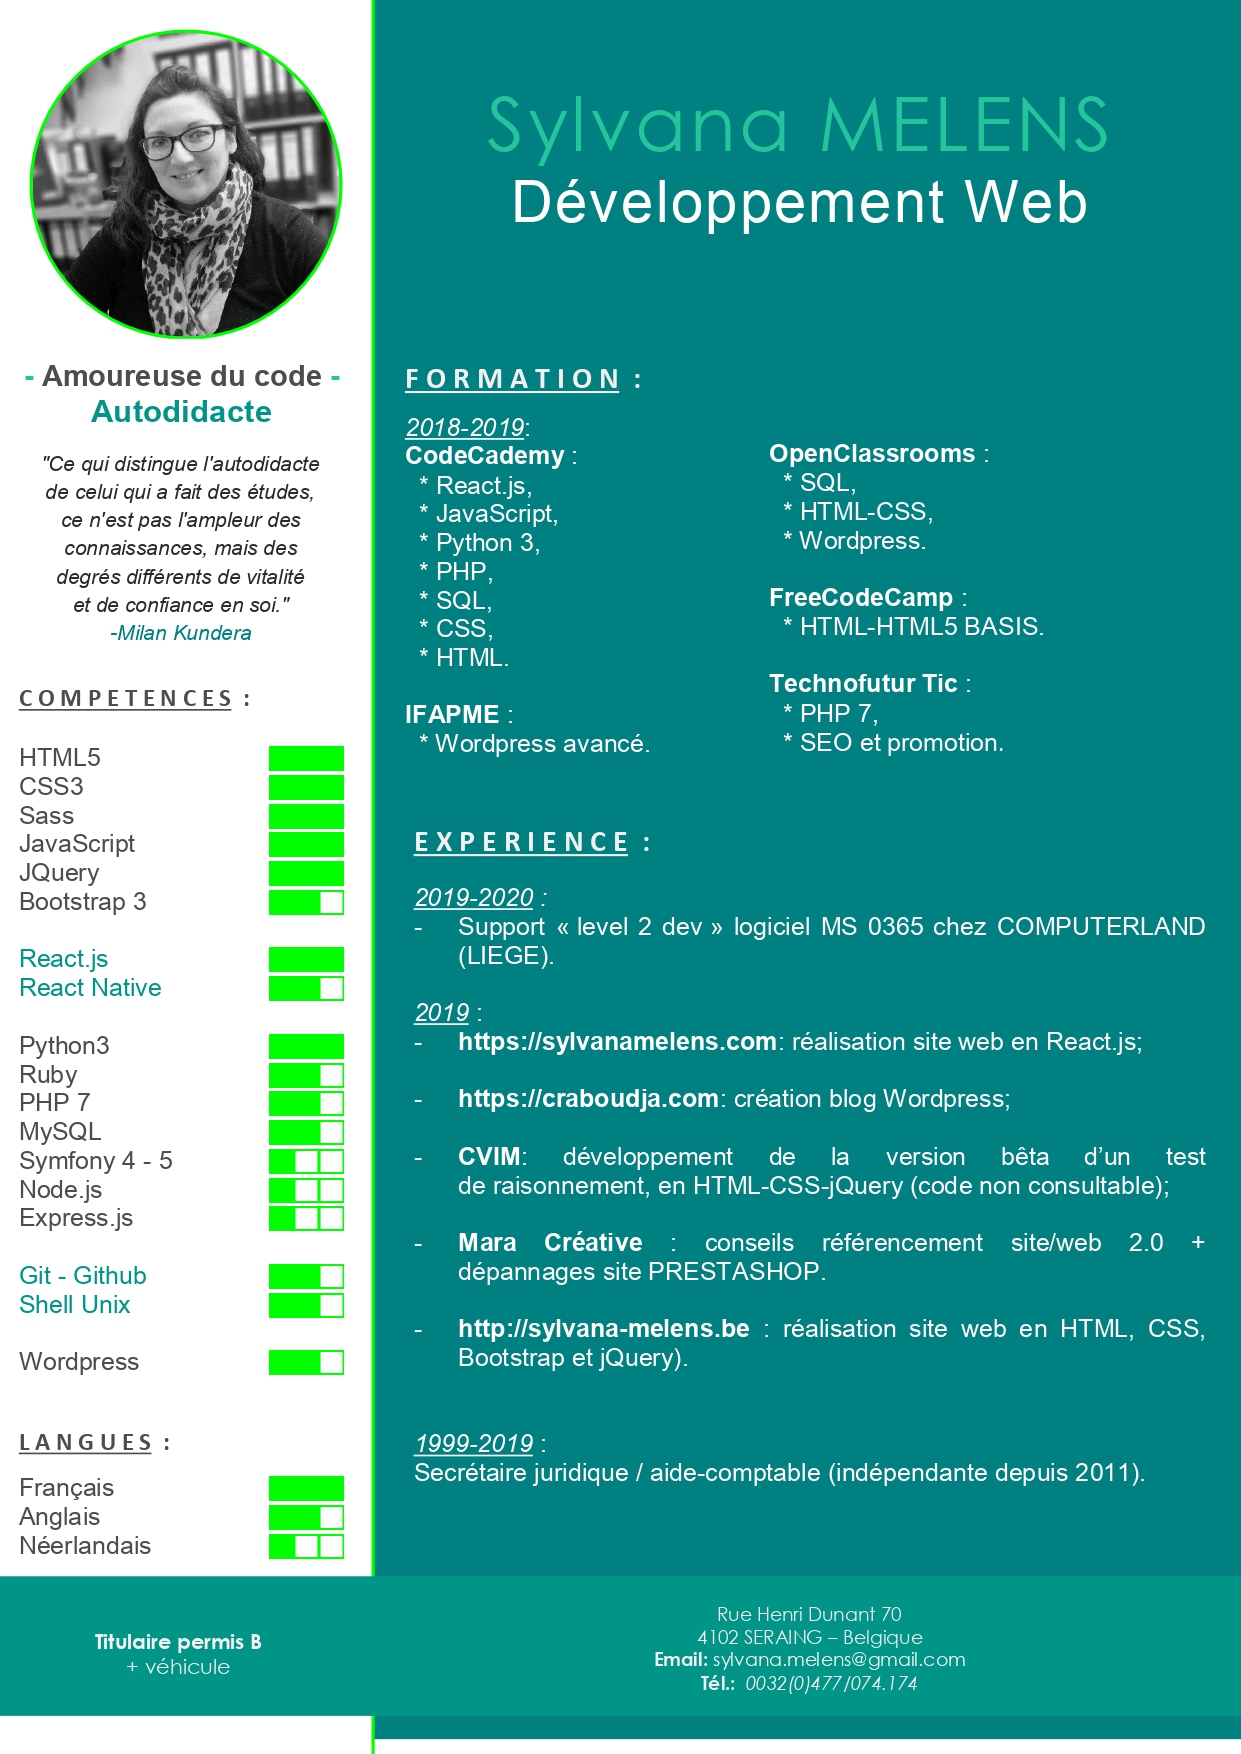 Sylvana MELENS
Développement Web
- Amoureuse du code -
Autodidacte
"Ce qui distingue l'autodidacte
de celui qui a fait des études,
ce n'est pas l'ampleur des
connaissances, mais des
degrés différents de vitalité
et de confiance en soi."
-Milan Kundera
COMPETENCES :
HTML5
CSS3
Sass
JavaScript
JQuery
Bootstrap 3
React.js
React Native
Python3
Ruby
PHP 7
MySQL
Symfony 4 - 5
Node.js
Express.js
Git - Github
Shell Unix
Wordpress
LANGUES :
Français
Anglais
Néerlandais
FORMATION :
2018-2019:
CodeCademy :
* React.js,
* JavaScript,
* Python 3,
* PHP,
* SQL,
* CSS,
* HTML.
IFAPME :
* Wordpress avancé.
OpenClassrooms :
* SQL,
* HTML-CSS,
* Wordpress.
FreeCodeCamp :
* HTML-HTML5 BASIS.
Technofutur Tic :
* PHP 7,
* SEO et promotion.
EXPERIENCE :
2019-2020 :
- Support « level 2 dev » logiciel MS 0365 chez COMPUTERLAND
(LIEGE).
2019 :
- https://sylvanamelens.com: réalisation site web en React.js;
- https://craboudja.com: création blog Wordpress;
- CVIM: développement de la version bêta d’un test
de raisonnement, en HTML-CSS-jQuery (code non consultable);
- Mara Créative : conseils référencement site/web 2.0 +
dépannages site PRESTASHOP.
- http://sylvana-melens.be : réalisation site web en HTML, CSS,
Bootstrap et jQuery).
1999-2019 :
Secrétaire juridique / aide-comptable (indépendante depuis 2011).
Titulaire permis B
+ véhicule
Rue Henri Dunant 70
4102 SERAING – Belgique
Email: sylvana.melens@gmail.com
Tél.: 0032(0)477/074.174